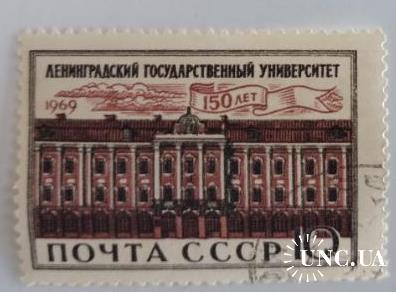 ЛЕНИНГРАДСКИЙ ГОСУДАРСТВЕННЫЙ УНИВЕРСИТЕТ
1969
150 ЛЕТ
ПОЧТА СССР
UNC.UA